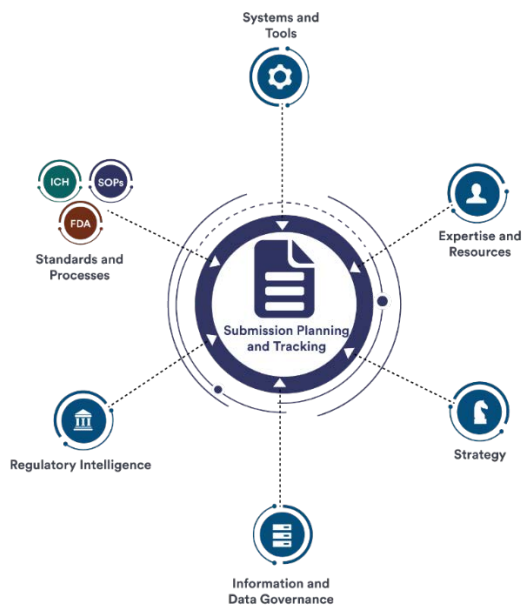 Systems and
Tools
ICH
SOPs
FDA
Standards and
Processes
Expertise and
Resources
Submission Planning
and Tracking
Regulatory Intelligence
Strategy
Information and
Data Governance